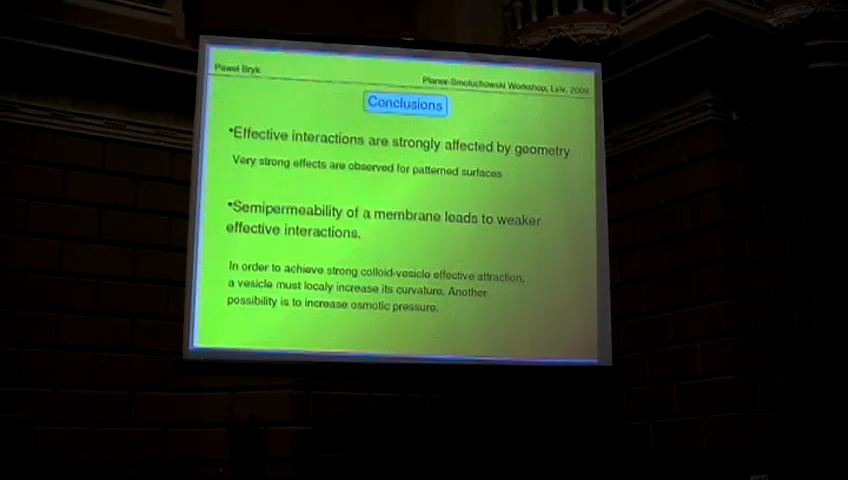 Pawel Bryk
Planer-Smoluchowski Workshop, Lviv, 2009
Conclusions
•Effective interactions are strongly affected by geometry
Very strong effects are observed for patterned surfaces
•Semipermeability of a membrane leads to weaker
effective interactions.
In order to achieve strong colloid-vesicle effective attraction,
a vesicle must localy increase its curvature. Another
possibility is to increase osmotic pressure.